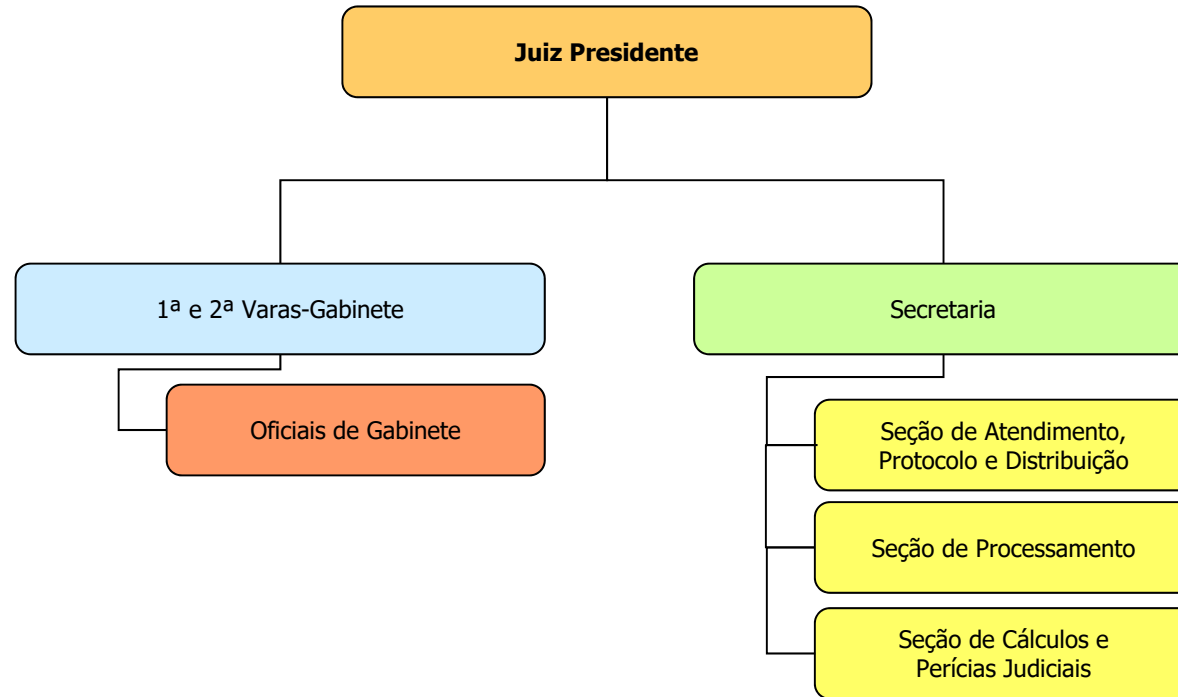 Juiz Presidente
1ª e 2ª Varas-Gabinete
Oficiais de Gabinete
Secretaria
Seção de Atendimento,
Protocolo e Distribuição
Seção de Processamento
Seção de Cálculos e
Perícias Judiciais